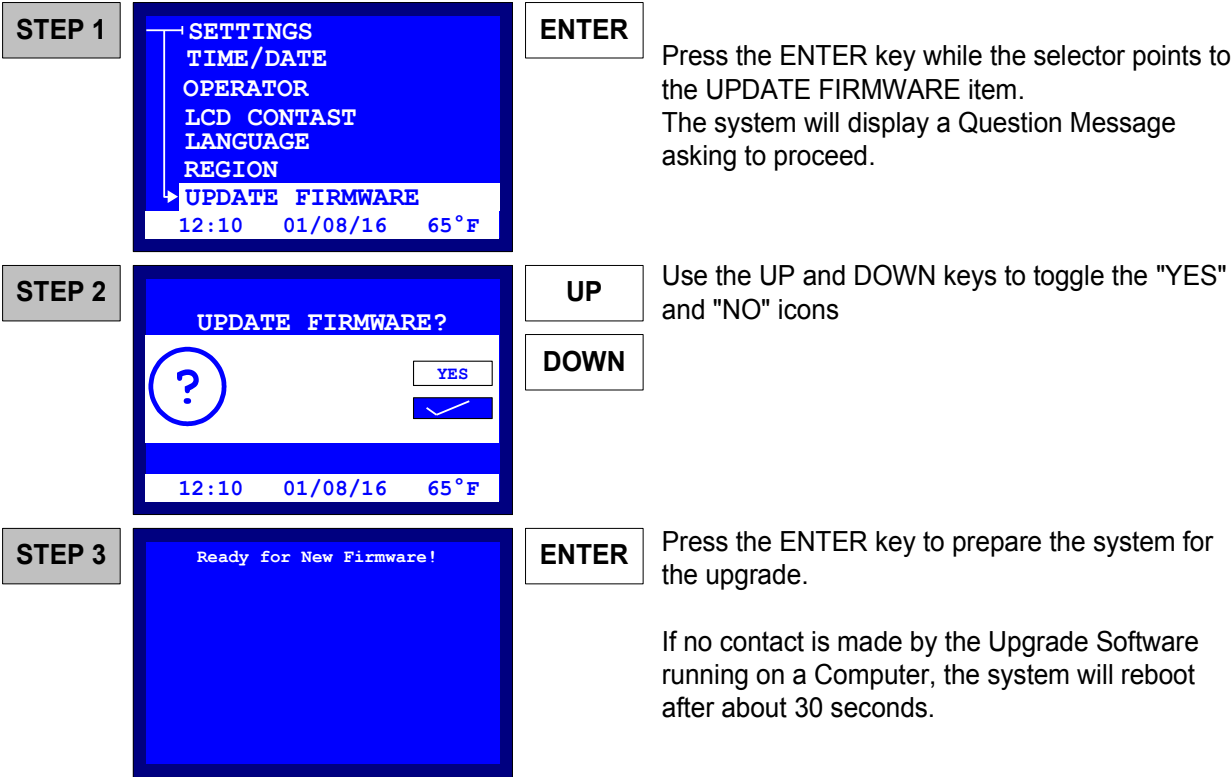 STEP 1
SETTINGS
TIME/DATE
OPERATOR
LCD CONTAST
LANGUAGE
REGION
UPDATE FIRMWARE
12:10 01/08/16 65°F
ENTER
Press the ENTER key while the selector points to
the UPDATE FIRMWARE item.
The system will display a Question Message
asking to proceed.
STEP 2
UPDATE FIRMWARE?
?
YES
12:10 01/08/16 65°F
UP
DOWN
Use the UP and DOWN keys to toggle the "YES"
and "NO" icons
STEP 3
Ready for New Firmware!
ENTER
Press the ENTER key to prepare the system for
the upgrade.
If no contact is made by the Upgrade Software
running on a Computer, the system will reboot
after about 30 seconds.